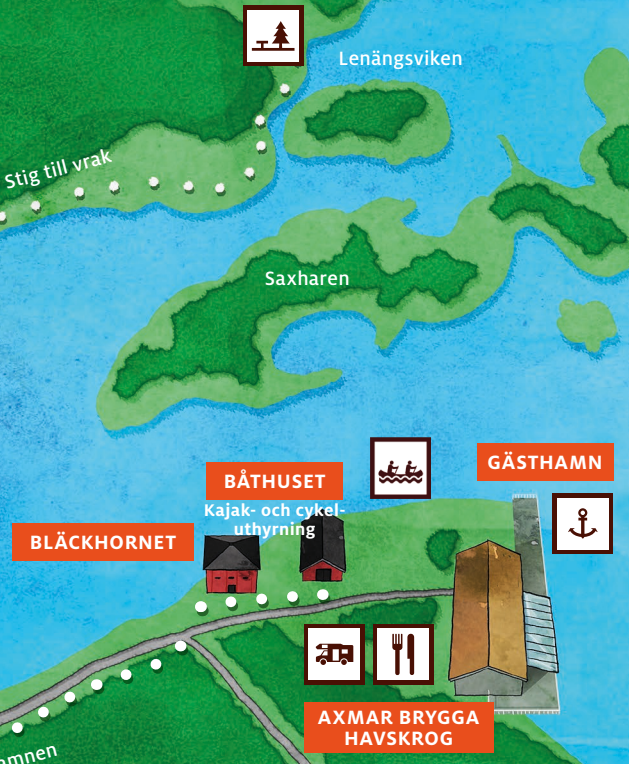 Lenängsviken
Stig till vrak
Saxharen
GÄSTHAMN
BÅTHUSET
Kajak- och cykel-
uthyrning
BLÄCKHORNET
AXMAR BRYGGA
HAVSKROG